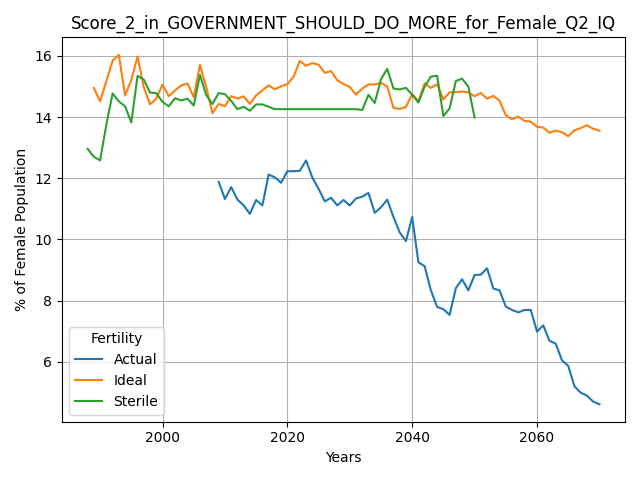 Score_2_in_GOVERNMENT_SHOULD_DO_MORE_for_Female_Q2_IQ
% of Female Population
16
14
12
10
8
6
Fertility
Actual
Ideal
Sterile
2000 2020 2040 2060
Years